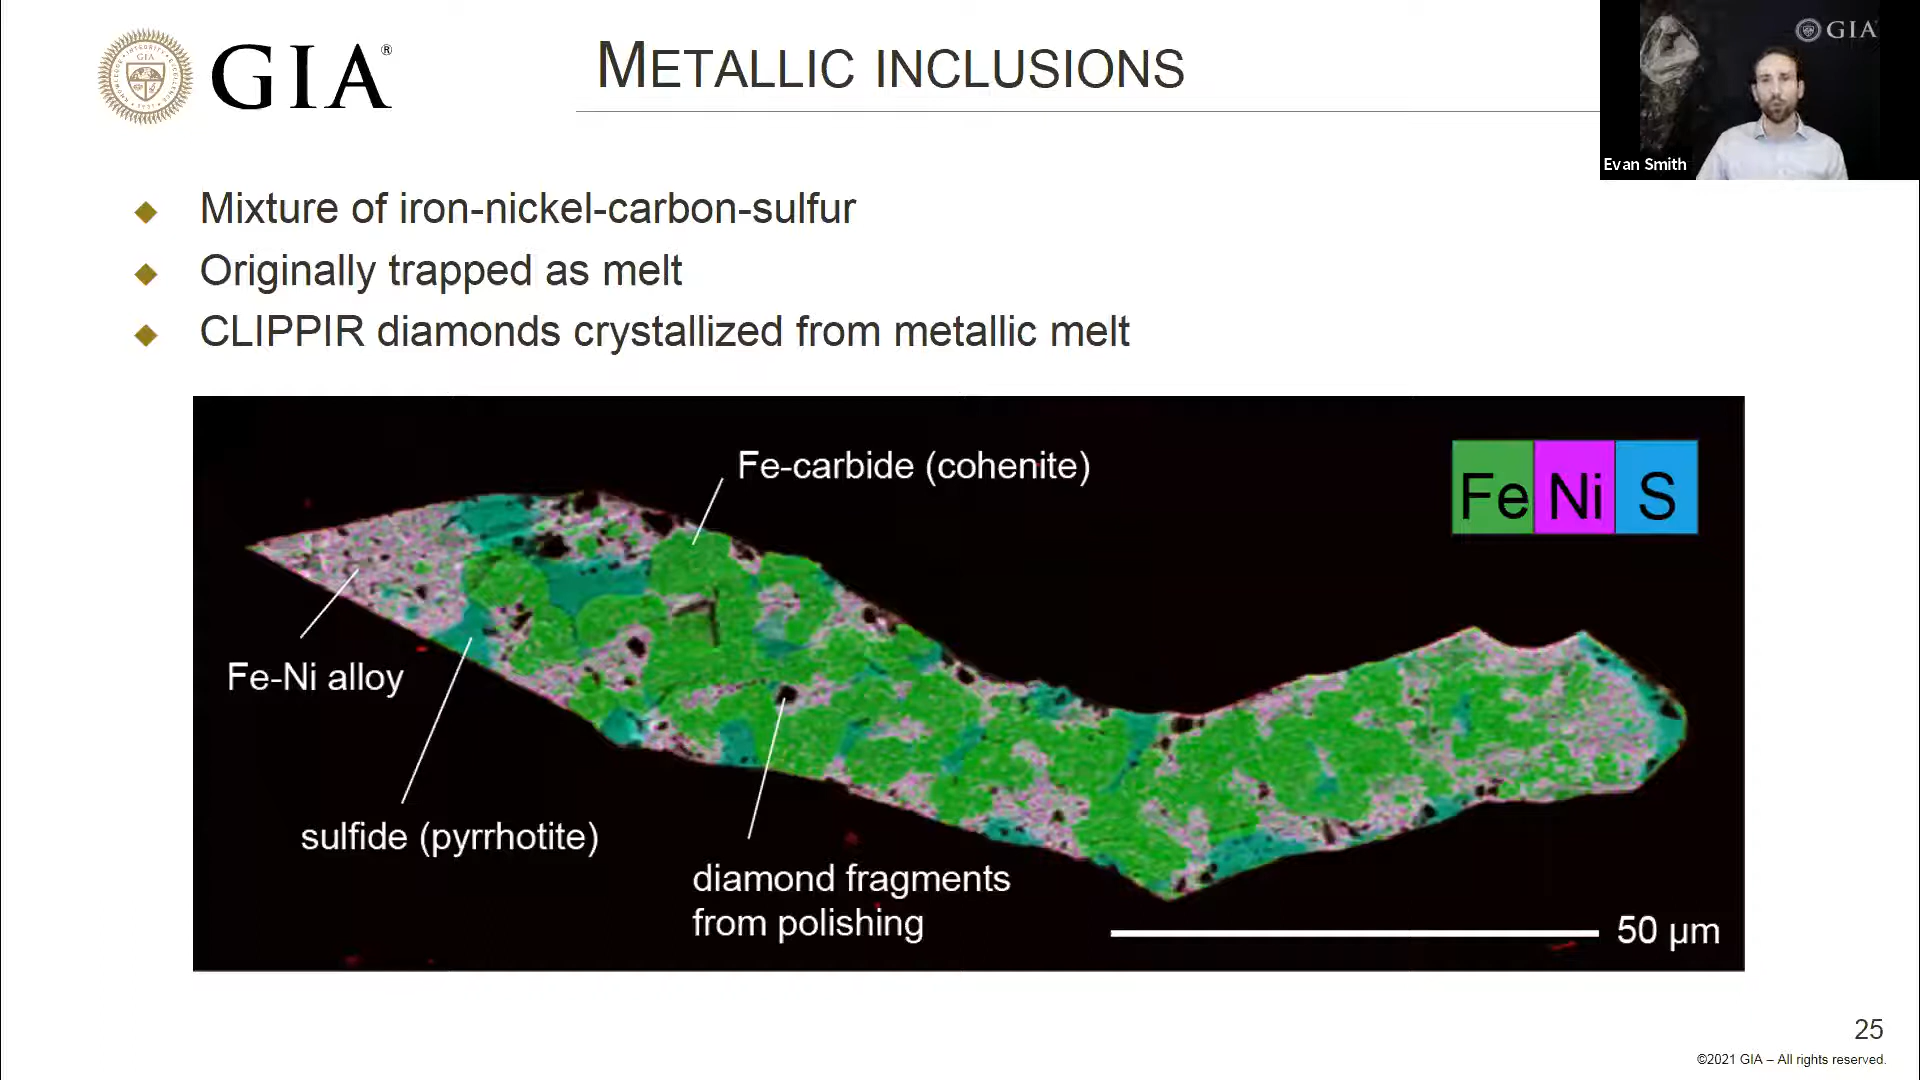 GIA®
METALLIC INCLUSIONS
GIA
Evan Smith
Mixture of iron-nickel-carbon-sulfur
Originally trapped as melt
CLIPPIR diamonds crystallized from metallic melt
Fe-carbide (cohenite)
Fe Ni S
Fe-Ni alloy
sulfide (pyrrhotite)
diamond fragments
from polishing
50 µm
25
©2021 GIA – All rights reserved.